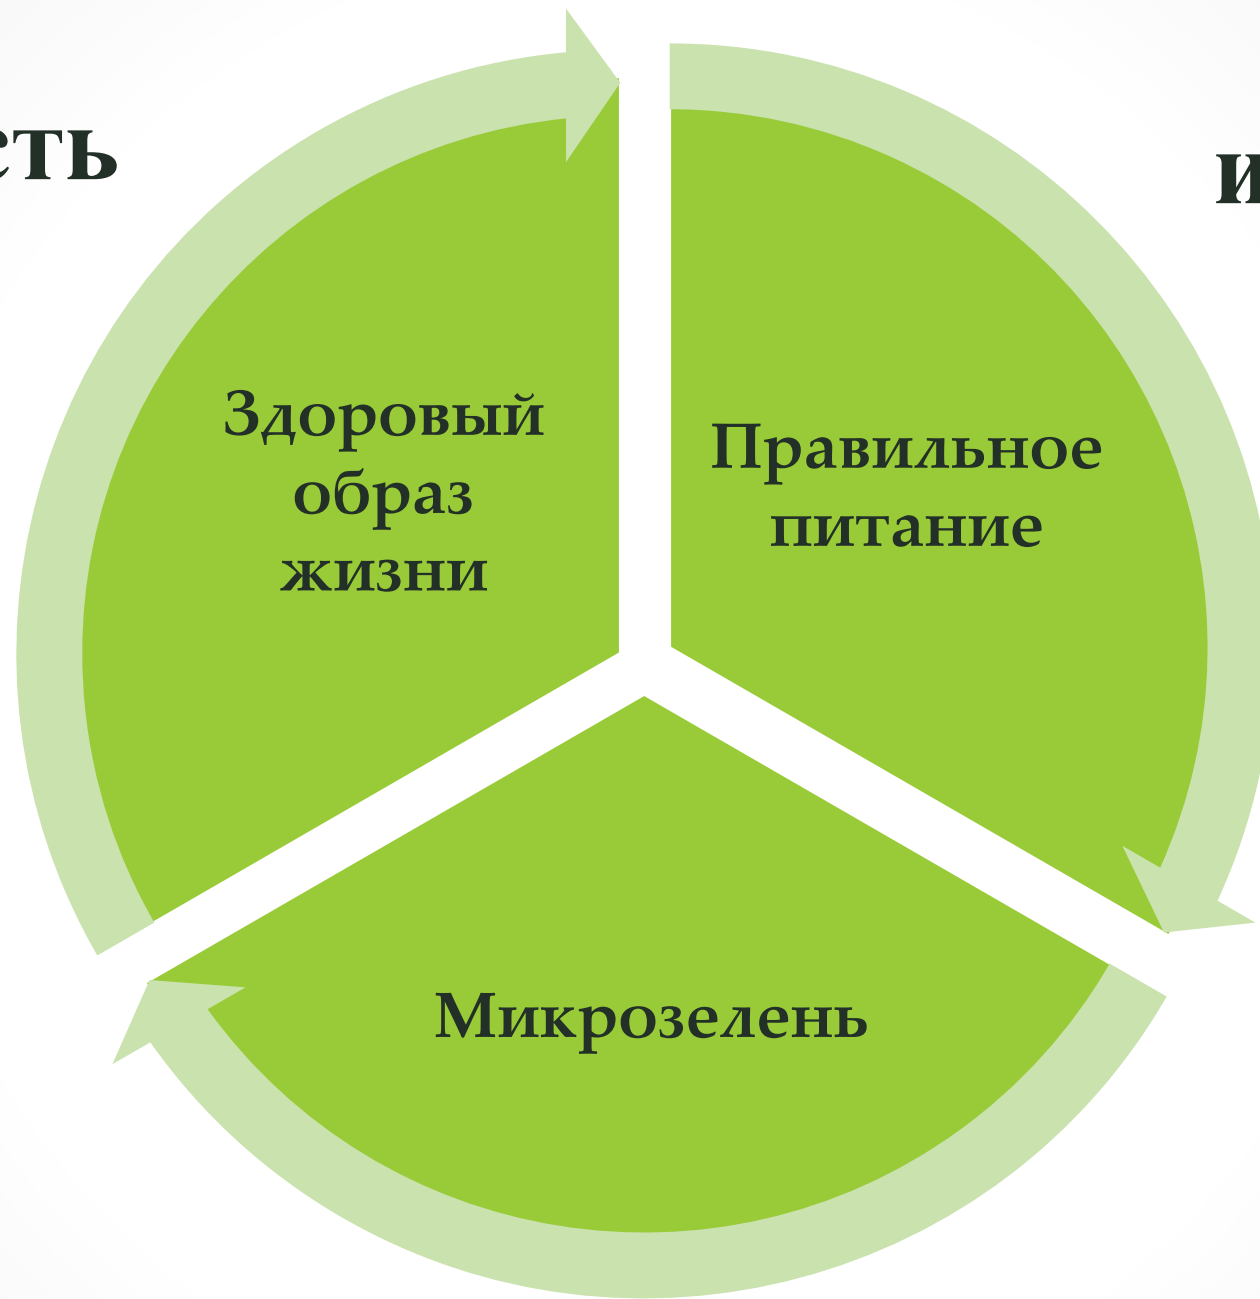 Здоровый
образ
жизни
Правильное
питание
Микрозелень